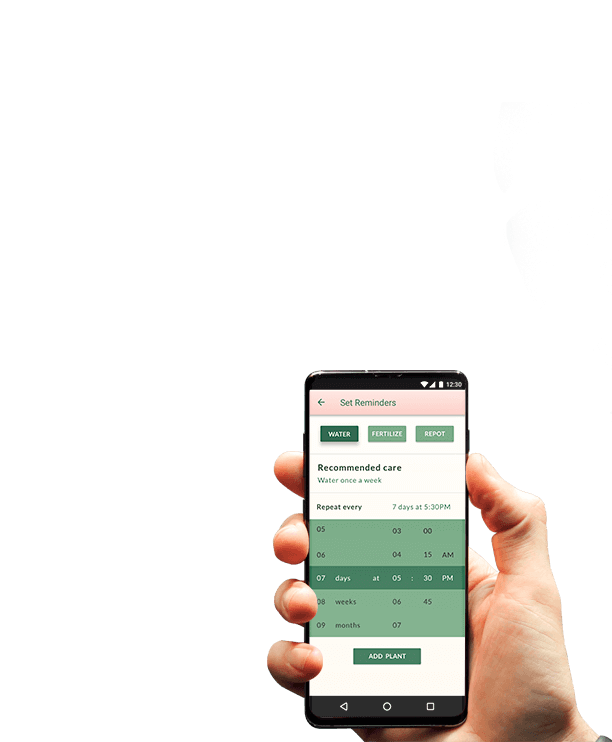 12:30
Set Reminders
WATER FERTILIZE REPOT
Recommended care
Water once a week
Repeat every 7 days at 5:30PM
05 03 00
06 04 15 AM
07 days at 05 : 30 PM
08 weeks 06 45
09 months 07
ADD PLANT